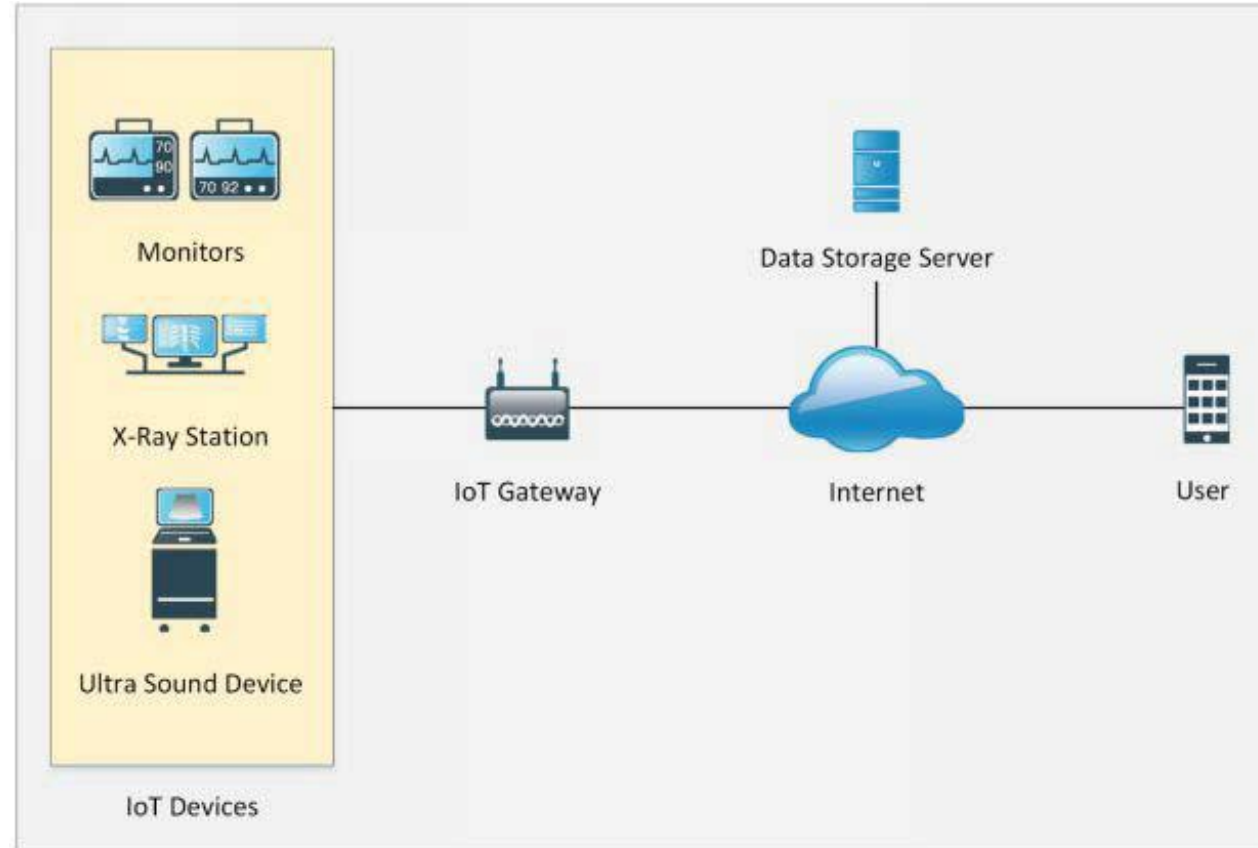 70
90
70 92
Monitors
X-Ray Station
Ultra Sound Device
IoT Devices
IoT Gateway
Data Storage Server
Internet
User